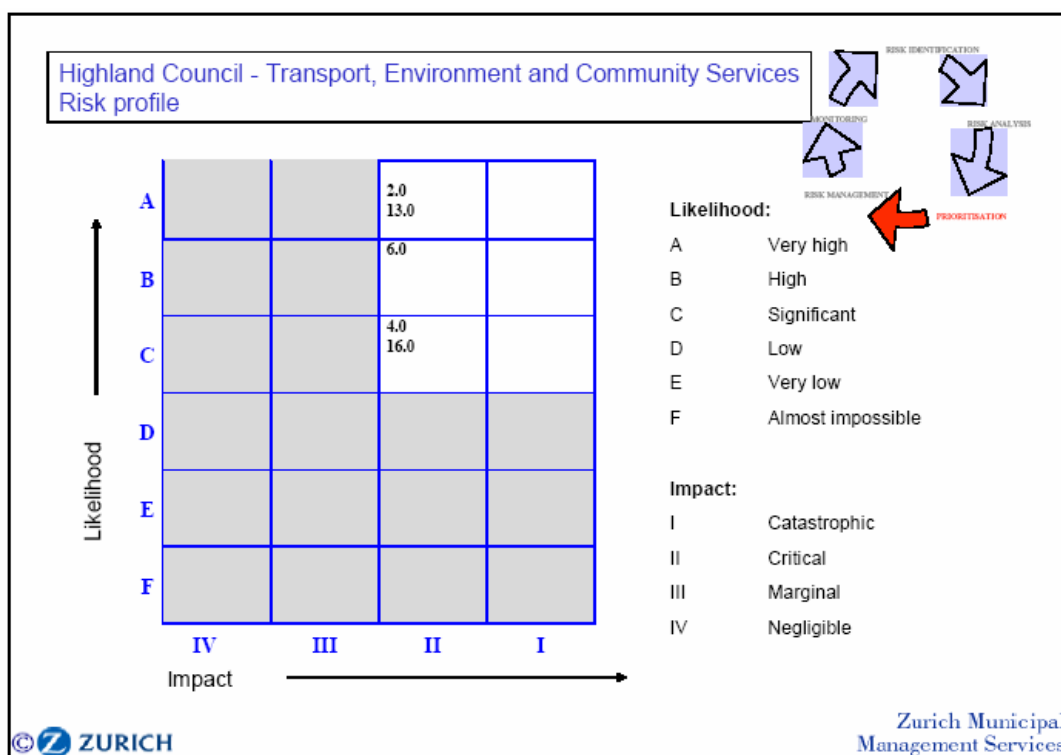 Highland Council - Transport, Environment and Community Services
Risk profile
RISK IDENTIFICATION
MONITORING
RISK ANALYSIS
RISK MANAGEMENT
PRIORITISATION
A
2.0
13.0
B
6.0
C
4.0
16.0
D
E
F
Likelihood
IV III II I
Impact
Likelihood:
A Very high
B High
C Significant
D Low
E Very low
F Almost impossible
Impact:
I Catastrophic
II Critical
III Marginal
IV Negligible
© Z ZURICH
Zurich Municipal
Management Services